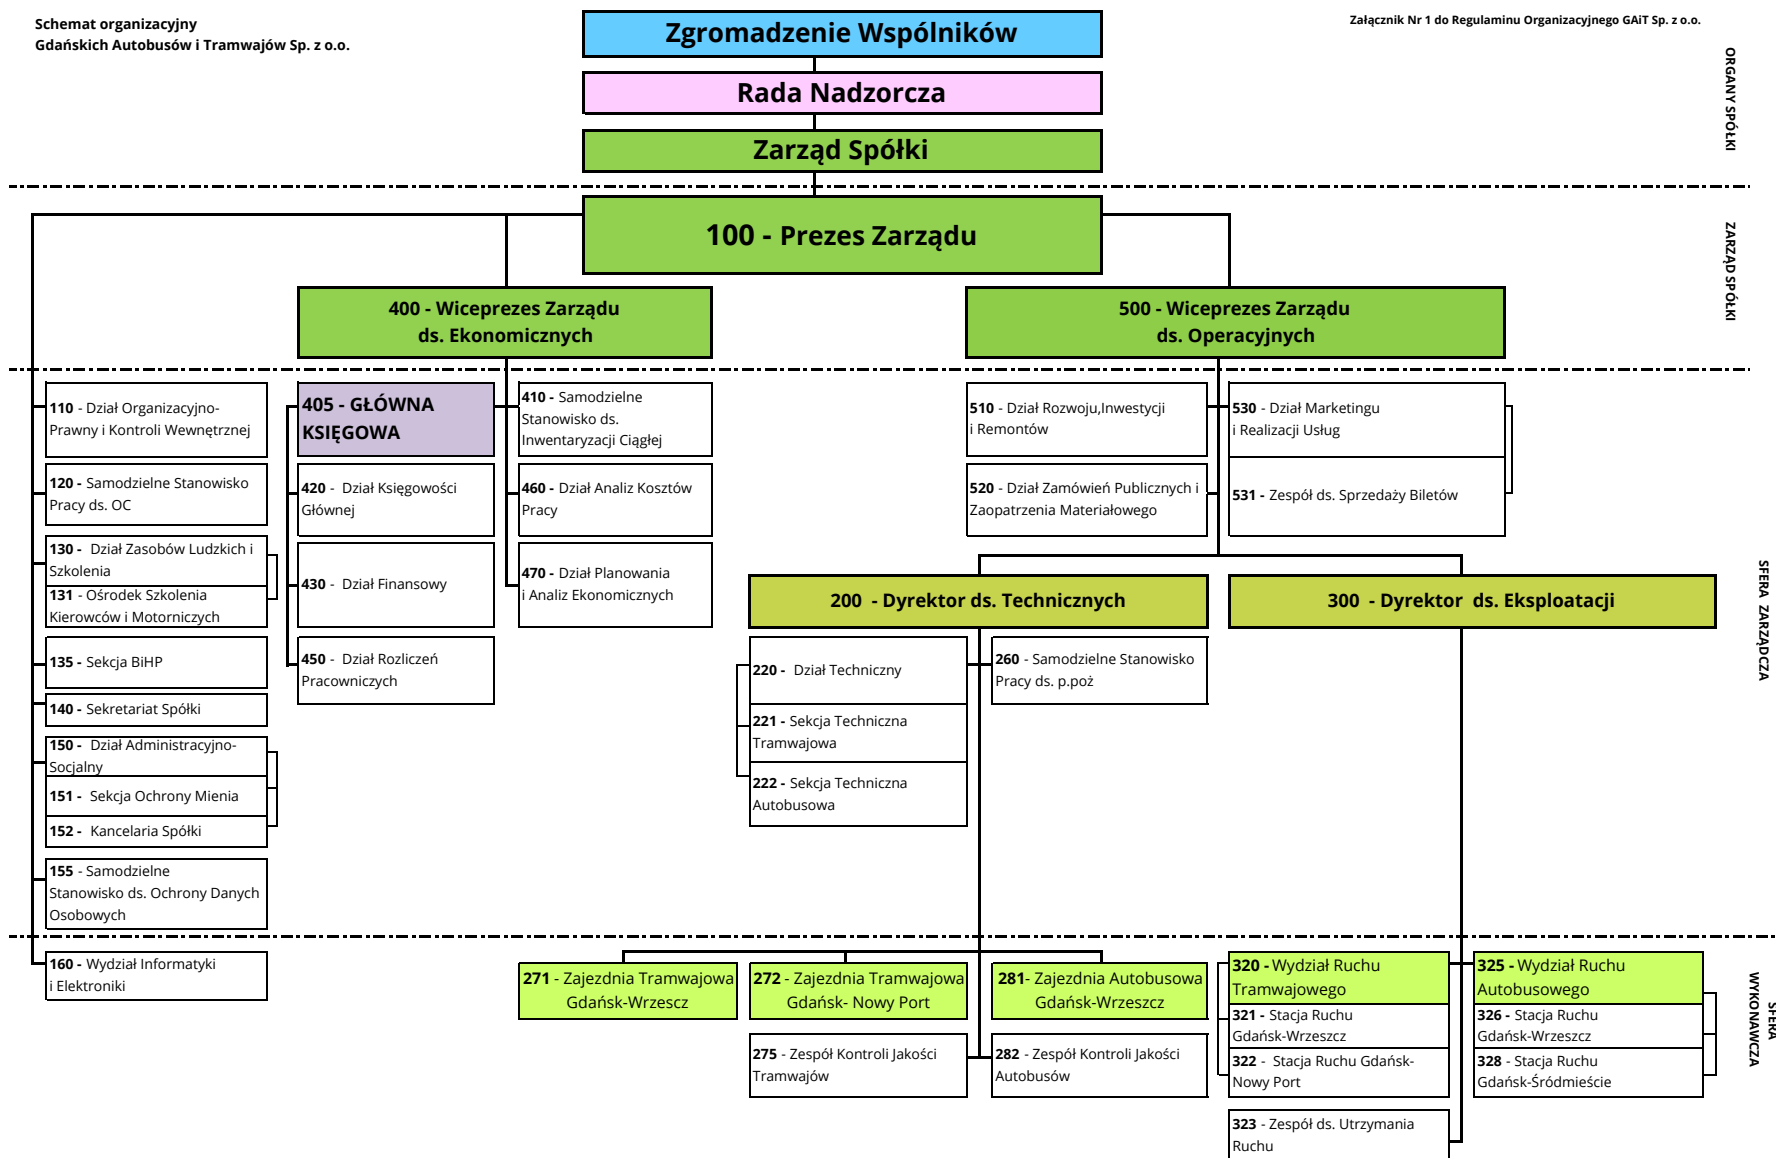 Schemat organizacyjny
Gdańskich Autobusów i Tramwajów Sp. z o.o.
Załącznik Nr 1 do Regulaminu Organizacyjnego GAiT Sp. z o.o.
Zgromadzenie Wspólników
Rada Nadzorcza
Zarząd Spółki
ORGANY SPÓŁKI
100 - Prezes Zarządu
ZARZĄD SPÓŁKI
400 - Wiceprezes Zarządu
ds. Ekonomicznych
500 - Wiceprezes Zarządu
ds. Operacyjnych
110 - Dział Organizacyjno-
Prawny i Kontroli Wewnętrznej
120 - Samodzielne Stanowisko
Pracy ds. OC
130 - Dział Zasobów Ludzkich i
Szkolenia
131 - Ośrodek Szkolenia
Kierowców i Motorniczych
135 - Sekcja BiHP
140 - Sekretariat Spółki
150 - Dział Administracyjno-
Socjalny
151 - Sekcja Ochrony Mienia
152 - Kancelaria Spółki
155 - Samodzielne
Stanowisko ds. Ochrony Danych
Osobowych
160 - Wydział Informatyki
i Elektroniki
405 - GŁÓWNA
KSIĘGOWA
420 - Dział Księgowości
Głównej
430 - Dział Finansowy
450 - Dział Rozliczeń
Pracowniczych
410 - Samodzielne
Stanowisko ds.
Inwentaryzacji Ciągłej
460 - Dział Analiz Kosztów
Pracy
470 - Dział Planowania
i Analiz Ekonomicznych
510 - Dział Rozwoju,Inwestycji
i Remontów
520 - Dział Zamówień Publicznych i
Zaopatrzenia Materiałowego
530 - Dział Marketingu
i Realizacji Usług
531 - Zespół ds. Sprzedaży Biletów
SFERA ZARZĄDCZA
200 - Dyrektor ds. Technicznych
300 - Dyrektor ds. Eksploatacji
220 - Dział Techniczny
221 - Sekcja Techniczna
Tramwajowa
222 - Sekcja Techniczna
Autobusowa
260 - Samodzielne Stanowisko
Pracy ds. p.poż
271 - Zajezdnia Tramwajowa
Gdańsk-Wrzescz
272 - Zajezdnia Tramwajowa
Gdańsk- Nowy Port
281- Zajezdnia Autobusowa
Gdańsk-Wrzeszcz
275 - Zespół Kontroli Jakości
Tramwajów
282 - Zespół Kontroli Jakości
Autobusów
320 - Wydział Ruchu
Tramwajowego
321 - Stacja Ruchu
Gdańsk-Wrzeszcz
322 - Stacja Ruchu Gdańsk-
Nowy Port
323 - Zespół ds. Utrzymania
Ruchu
325 - Wydział Ruchu
Autobusowego
326 - Stacja Ruchu
Gdańsk-Wrzeszcz
328 - Stacja Ruchu
Gdańsk-Śródmieście
SFERA
WYKONAWCZA